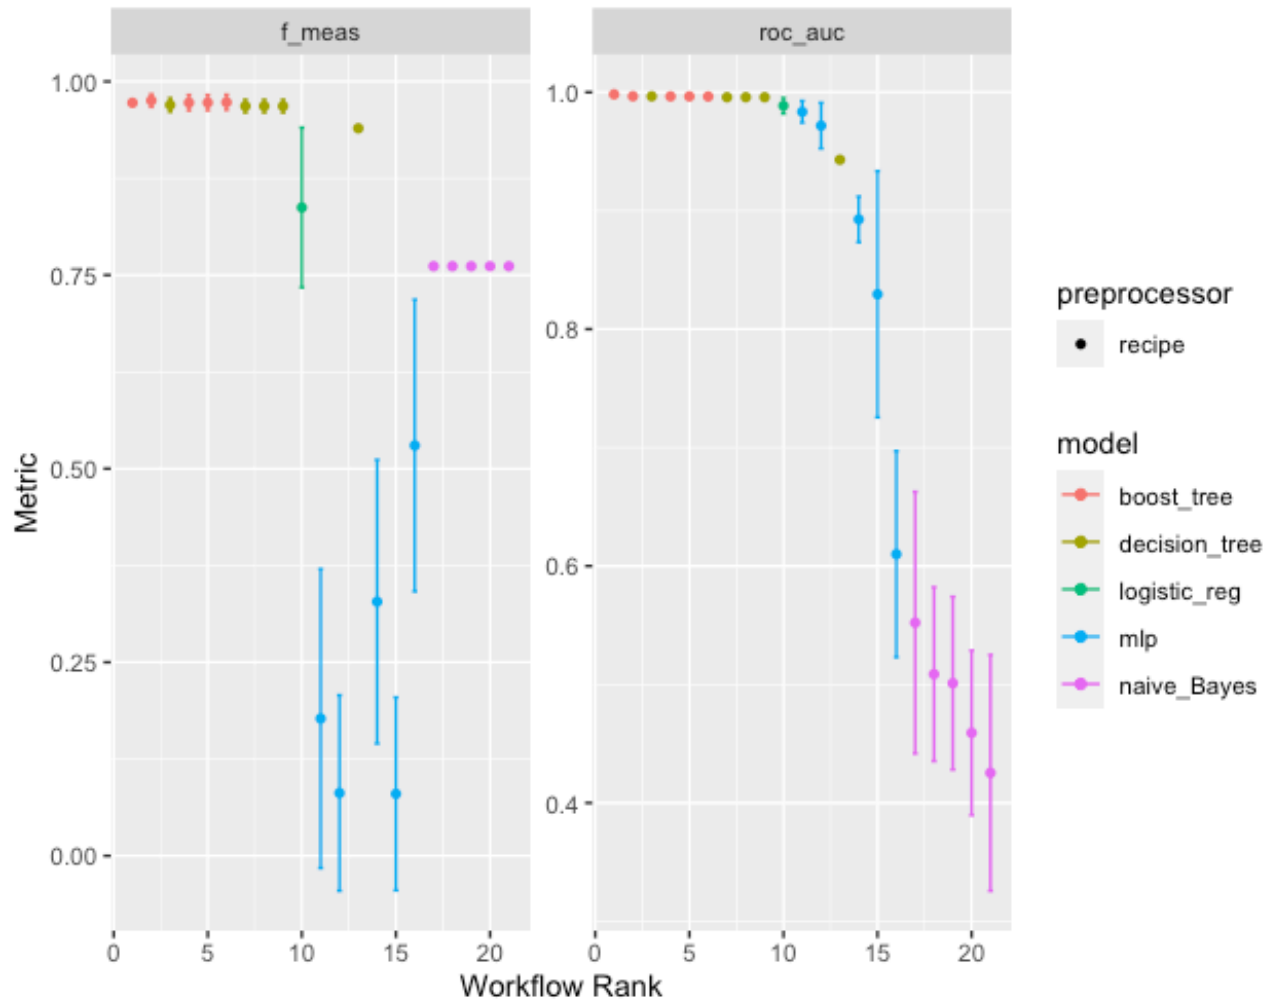 f_meas
roc_auc
1.00
0.75
0.50
0.25
0.00
1.0
0.8
0.6
0.4
0 5 10 15 20
0 5 10 15 20
Metric
Workflow Rank
preprocessor
recipe
model
boost_tree
decision_tree
logistic_reg
mlp
naive_Bayes